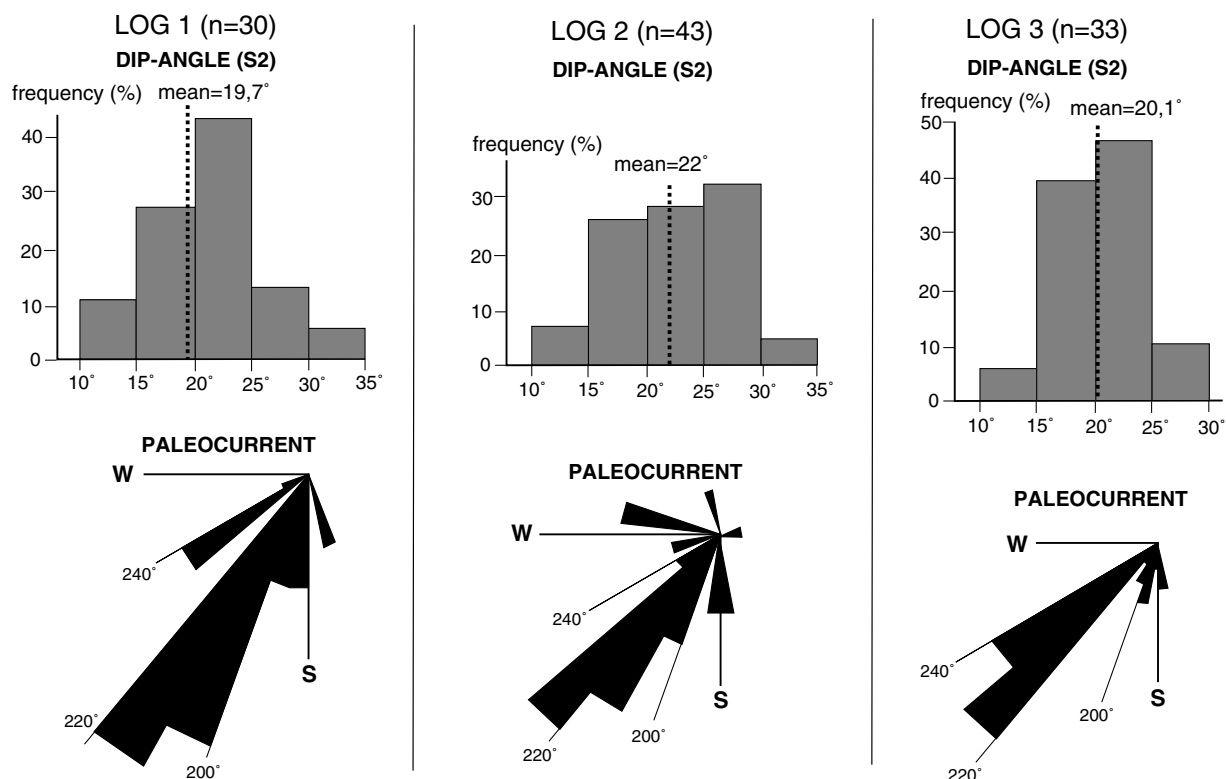 LOG 1 (n=30)
DIP-ANGLE (S2)
frequency (%) mean=19,7°
40
30
20
10
0
10° 15° 20° 25° 30° 35°
PALEOCURRENT
W
240°
S
220°
200°
LOG 2 (n=43)
DIP-ANGLE (S2)
frequency (%)
mean=22°
30
20
10
0
10° 15° 20° 25° 30° 35°
PALEOCURRENT
W
240°
S
220°
200°
LOG 3 (n=33)
DIP-ANGLE (S2)
frequency (%)
mean=20,1°
50
40
30
20
10
0
10° 15° 20° 25° 30°
PALEOCURRENT
W
240°
S
200°
220°